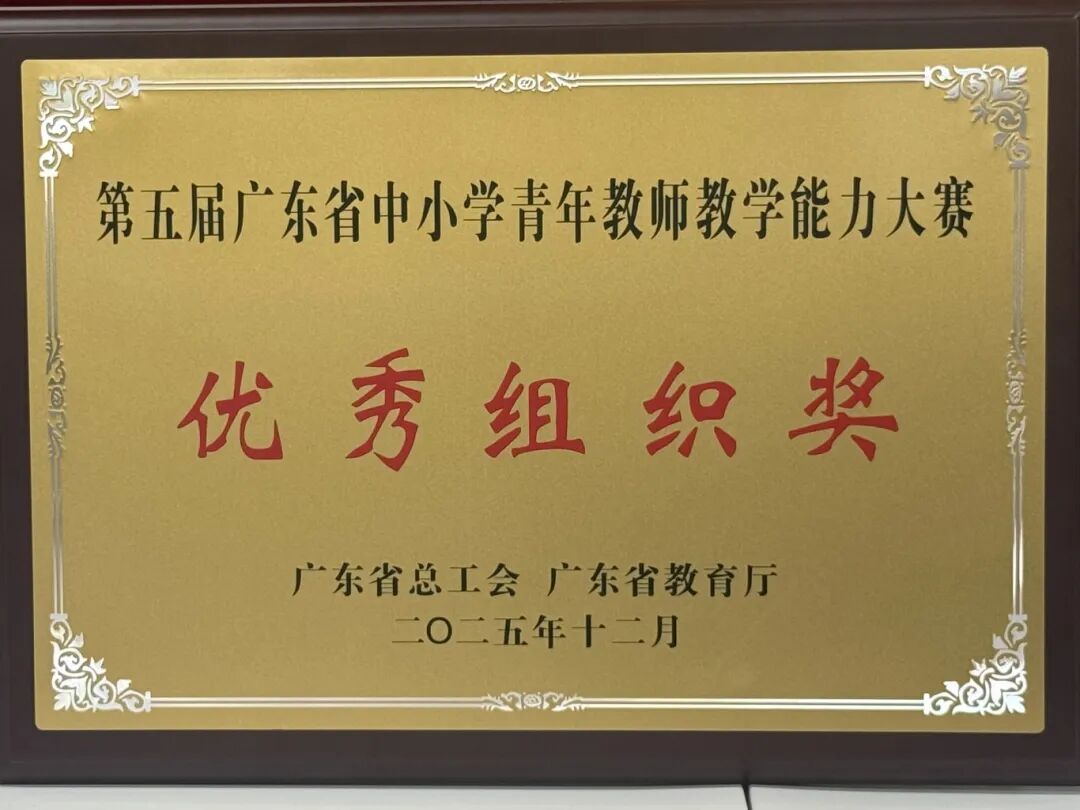 第五届广东省中小学青年教师教学能力大赛
优秀组织奖
广东省总工会 广东省教育厅
二〇二五年十二月